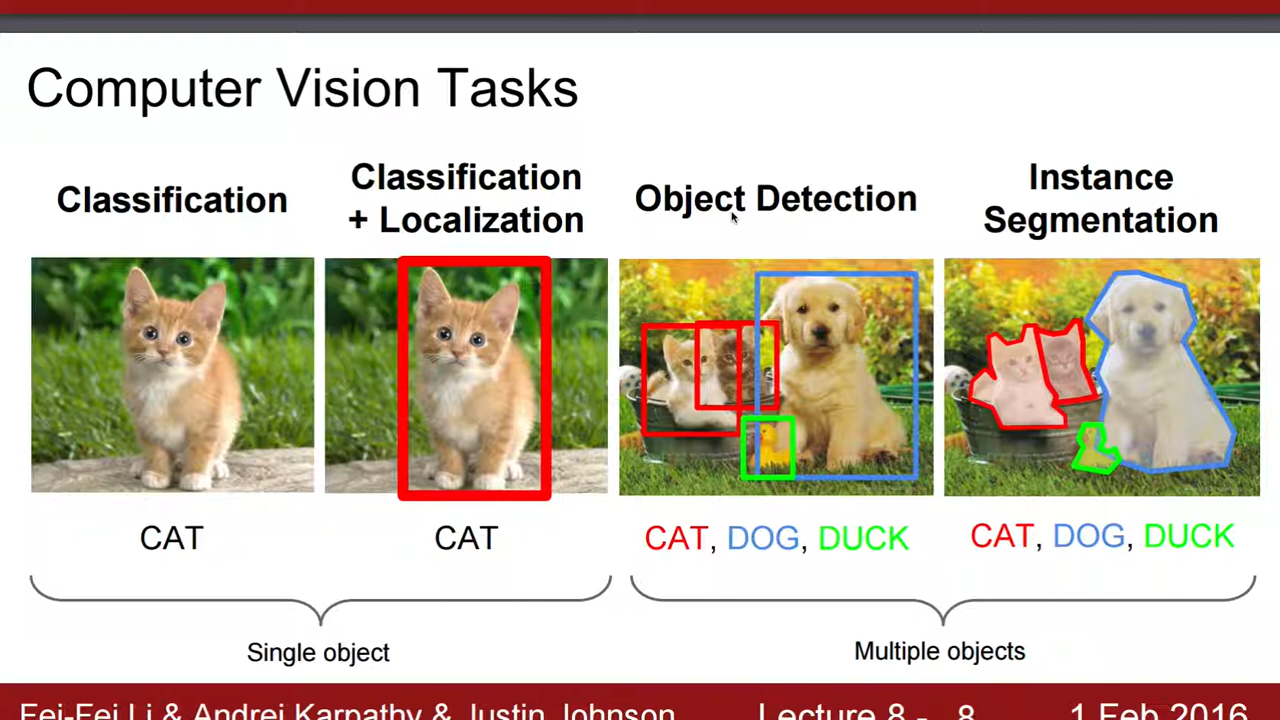 Computer Vision Tasks
Classification
Classification
+ Localization
Object Detection
Instance
Segmentation
CAT
CAT
CAT, DOG, DUCK
CAT, DOG, DUCK
Single object
Multiple objects
Fei-Fei Li & Andrej Karpathy & Justin Johnson
Lecture 8 - 8
1 Feb 2016